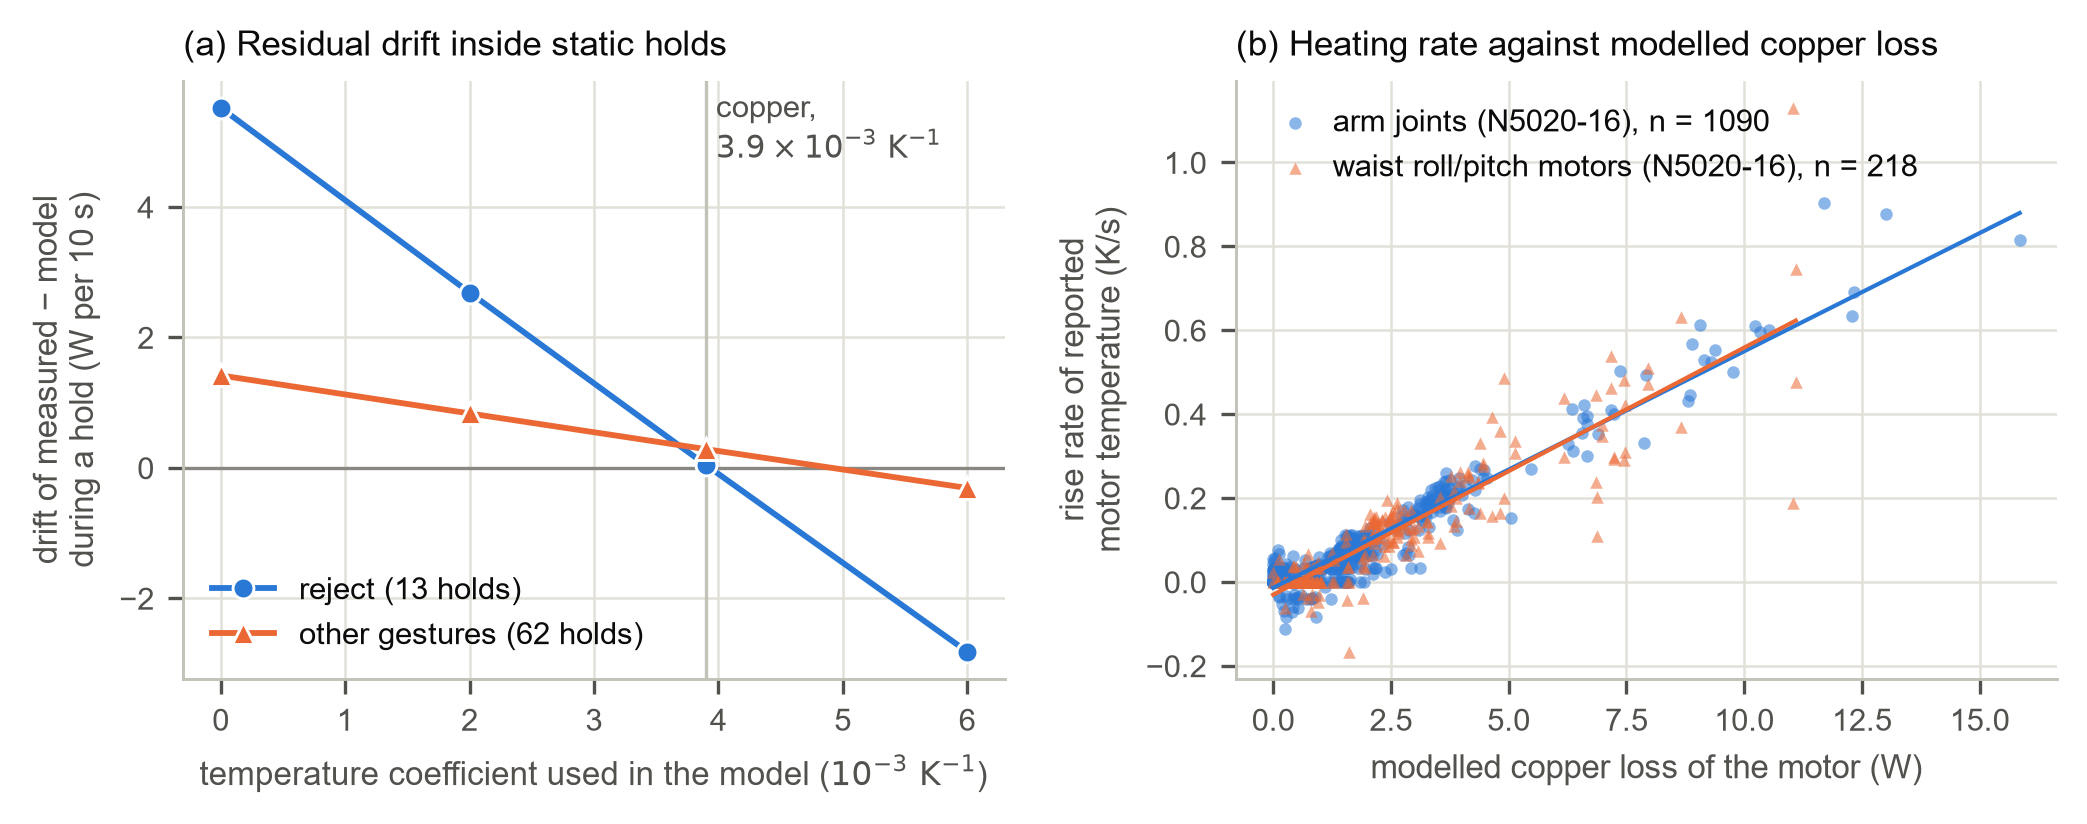 (a) Residual drift inside static holds
drift of measured − model
during a hold (W per 10 s)
4
2
0
−2
copper,
3.9 × 10⁻³ K⁻¹
reject (13 holds)
other gestures (62 holds)
0 1 2 3 4 5 6
temperature coefficient used in the model (10⁻³ K⁻¹)
(b) Heating rate against modelled copper loss
rise rate of reported
motor temperature (K/s)
arm joints (N5020-16), n = 1090
waist roll/pitch motors (N5020-16), n = 218
1.0
0.8
0.6
0.4
0.2
0.0
−0.2
0.0 2.5 5.0 7.5 10.0 12.5 15.0
modelled copper loss of the motor (W)